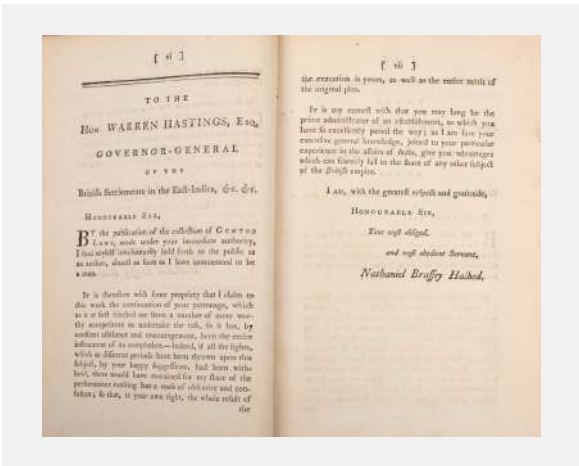 [ vi ]
TO THE
Hon. WARREN HASTINGS, Esq.
GOVERNOR-GENERAL
OF THE
British Settlements in the East-Indies, &c. &c.
Honourable Sir,
BY the publication of the collection of Gentoo
Laws, made under your immediate authority,
I find myself involuntarily held forth to the public as
an author, almost as soon as I have commenced to be
a man.
It is therefore with some propriety that I claim to
this work the continuation of your patronage, which
as it at first selected me from a number of more wor-
thy competitors to undertake the task, so it has, by
constant assistance and encouragement, been the entire
instrument of its completion.—Indeed, if all the lights,
which at different periods have been thrown upon this
subject, by your happy suggestions, had been with-
held, there would have remained for my share of the
performance nothing but a mass of obscurity and con-
fusion; so that, in your own right, the whole result of
the
[ vii ]
the execution is yours, as well as the entire merit of
the original plan.
It is my earnest wish that you may long be the
prime administrator of an establishment, to which you
have so excellently paved the way; as I am sure your
extensive general knowledge, joined to your particular
experience in the affairs of India, give you advantages
which can scarcely fall to the share of any other subject
of the British empire.
I am, with the greatest respect and gratitude,
Honourable Sir,
Your most obliged,
and most obedient Servant,
Nathaniel Brassey Halhed.